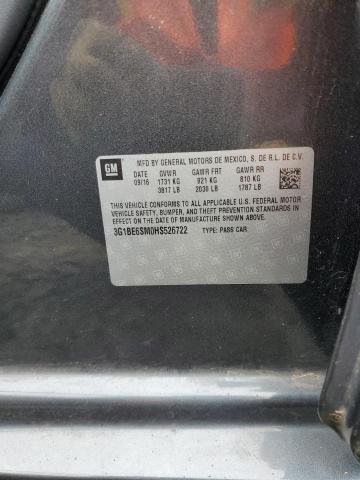 GM
MFD BY GENERAL MOTORS DE MEXICO, S. DE R.L. DE C.V.
DATE GVWR GAWR FRT GAWR RR
09/16 1731 KG 921 KG 810 KG
3817 LB 2030 LB 1787 LB
THIS VEHICLE CONFORMS TO ALL APPLICABLE U.S. FEDERAL MOTOR
VEHICLE SAFETY, BUMPER, AND THEFT PREVENTION STANDARDS
IN EFFECT ON THE DATE OF MANUFACTURE SHOWN ABOVE.
3G1BE6SM0HS526722 TYPE: PASS CAR